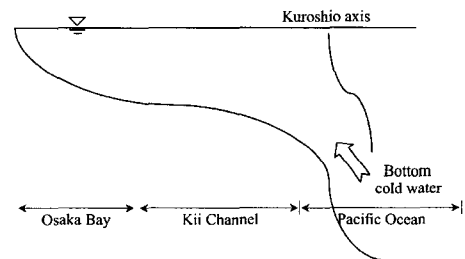 Kuroshio axis
Bottom
cold water
Osaka Bay
Kii Channel
Pacific Ocean